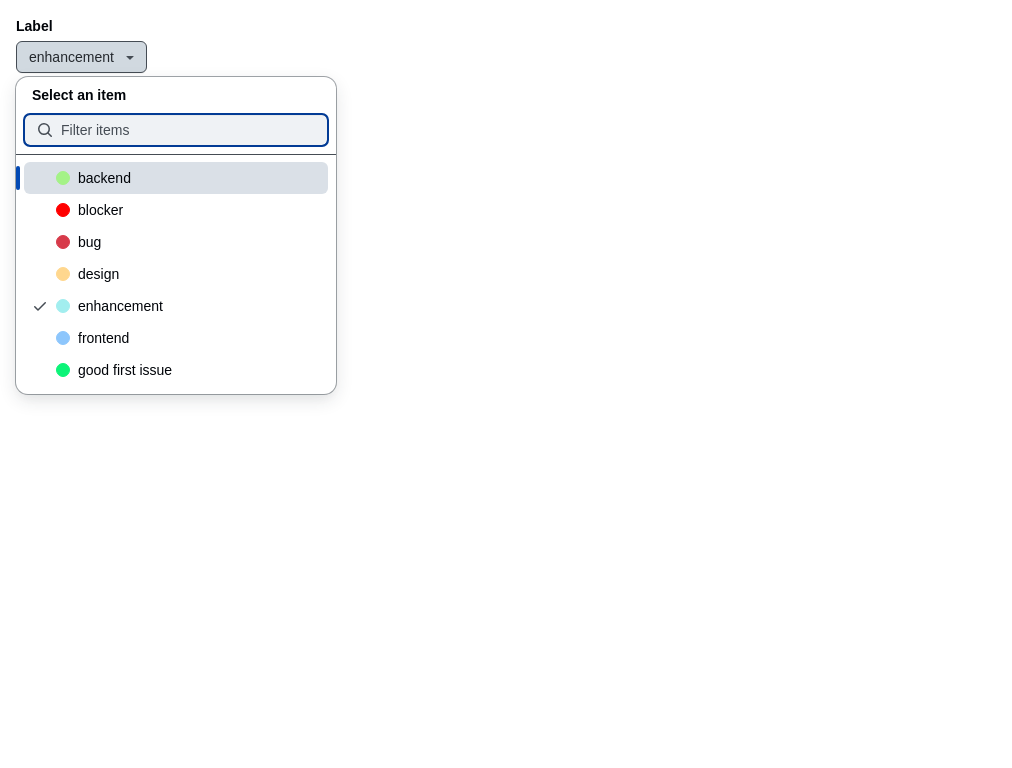 Label
enhancement
Select an item
Filter items
backend
blocker
bug
design
enhancement
frontend
good first issue